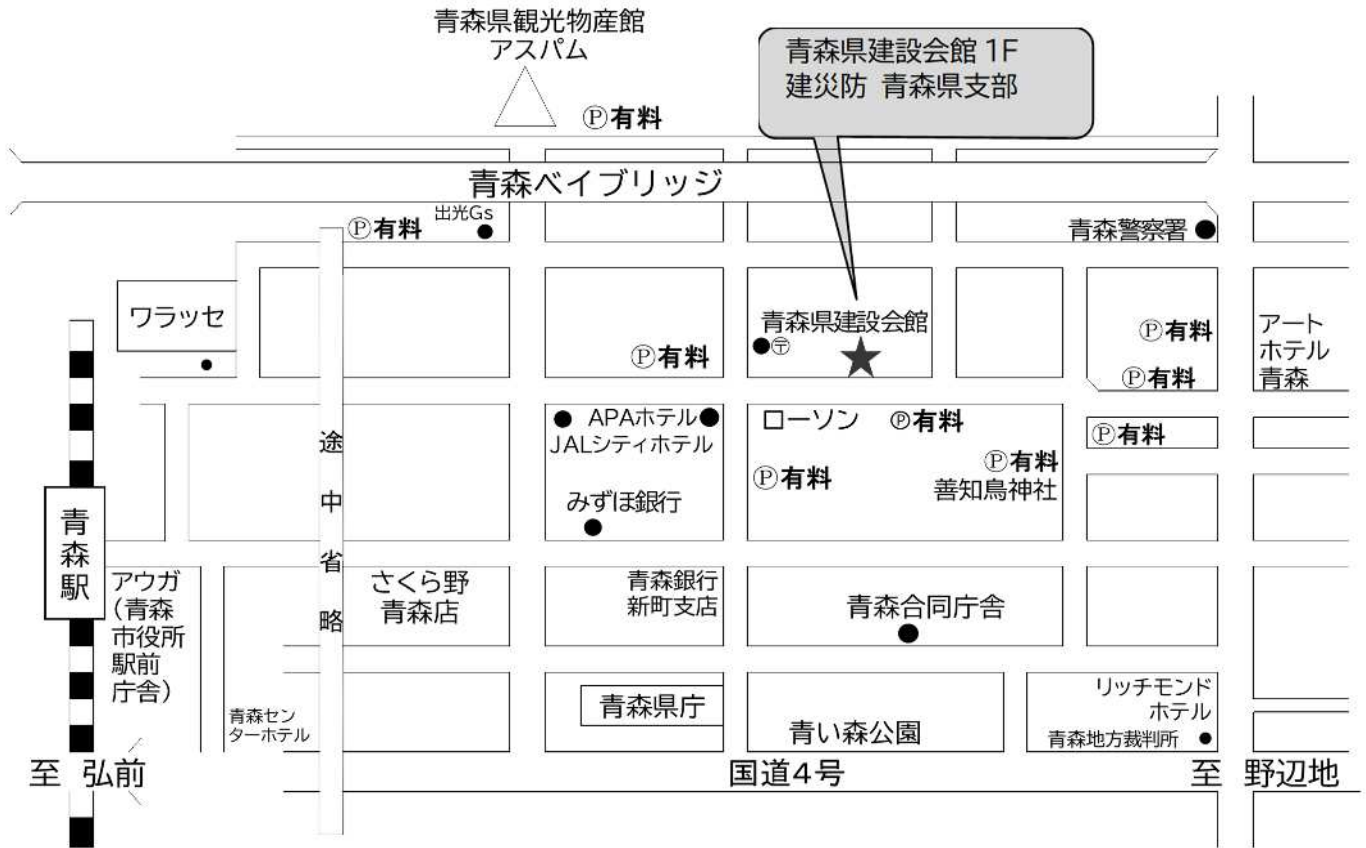 青森県観光物産館
アスパム
青森県建設会館 1F
建災防 青森県支部
Ⓟ有料
青森ベイブリッジ
出光Gs
Ⓟ有料
青森警察署
ワラッセ
青森県建設会館
〒
Ⓟ有料
Ⓟ有料
Ⓟ有料
アート
ホテル
青森
APAホテル
JALシティホテル
ローソン
Ⓟ有料
Ⓟ有料
Ⓟ有料
Ⓟ有料
善知鳥神社
みずほ銀行
途中省略
青森駅
アウガ
(青森
市役所
駅前
庁舎)
さくら野
青森店
青森銀行
新町支店
青森合同庁舎
青森セン
ターホテル
青森県庁
青い森公園
リッチモンド
ホテル
青森地方裁判所
至 弘前
国道4号
至 野辺地